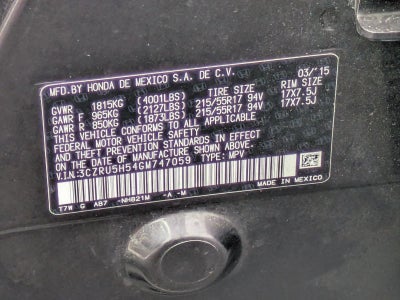 MFD.BY HONDA DE MEXICO S.A. DE C.V. 03/'15
GVWR 1815KG (4001LBS) TIRE SIZE RIM SIZE
GAWR F 965KG (2127LBS) 215/55R17 94V 17X7.5J
GAWR R 850KG (1873LBS) 215/55R17 94V 17X7.5J
THIS VEHICLE CONFORMS TO ALL APPLICABLE
FEDERAL MOTOR VEHICLE SAFETY
AND THEFT PREVENTION STANDARDS IN EFFECT
ON THE DATE OF MANUFACTURE SHOWN ABOVE.
V.I.N:3CZRU5H54GM747059 TYPE: MPV
T7W G A87 -NH821M -A -M